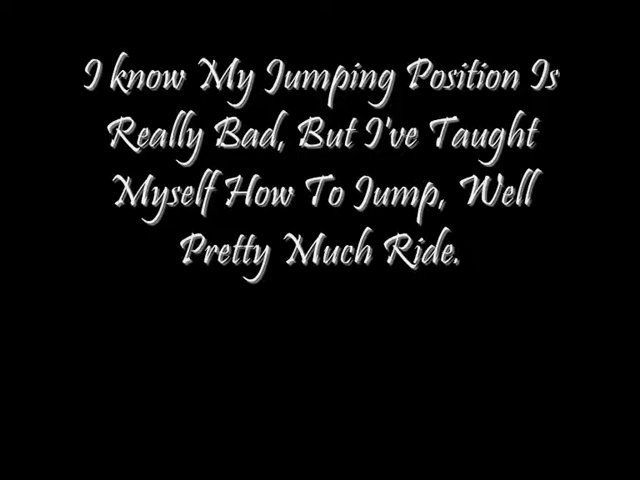 I know My Jumping Position Is
Really Bad, But I've Taught
Myself How To Jump, Well
Pretty Much Ride.